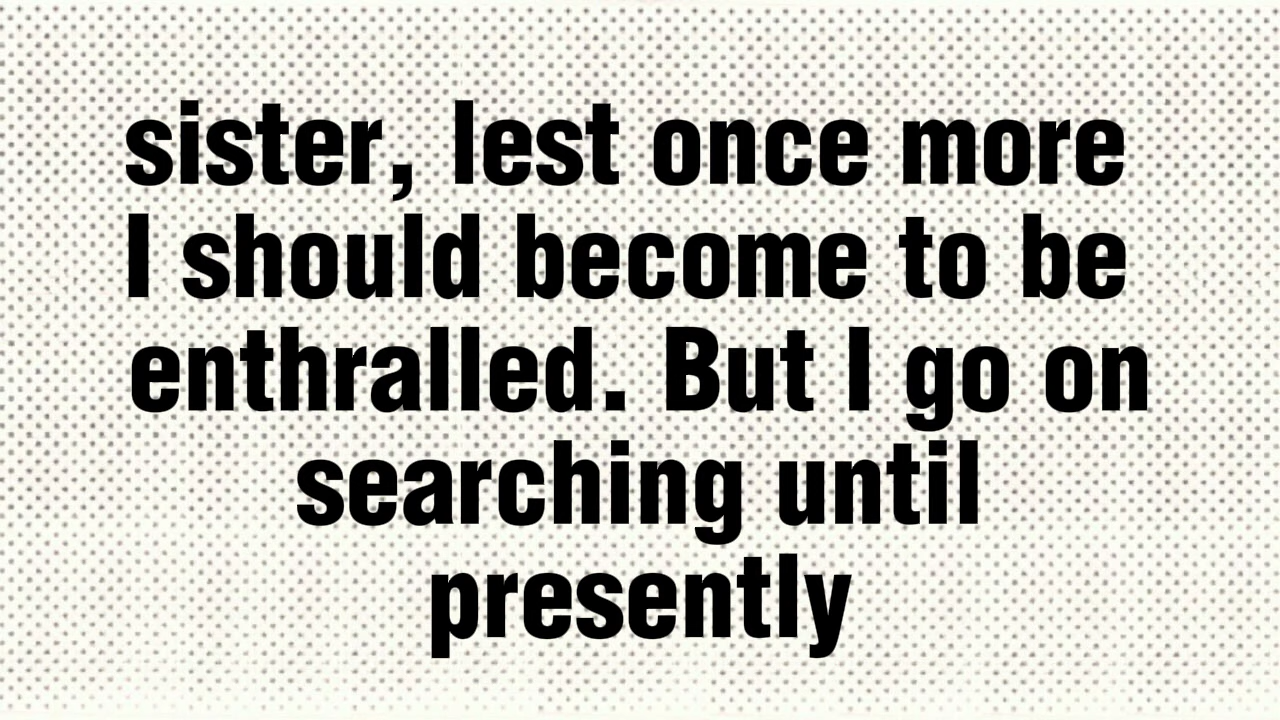 sister, lest once more
I should become to be
enthralled. But I go on
searching until
presently